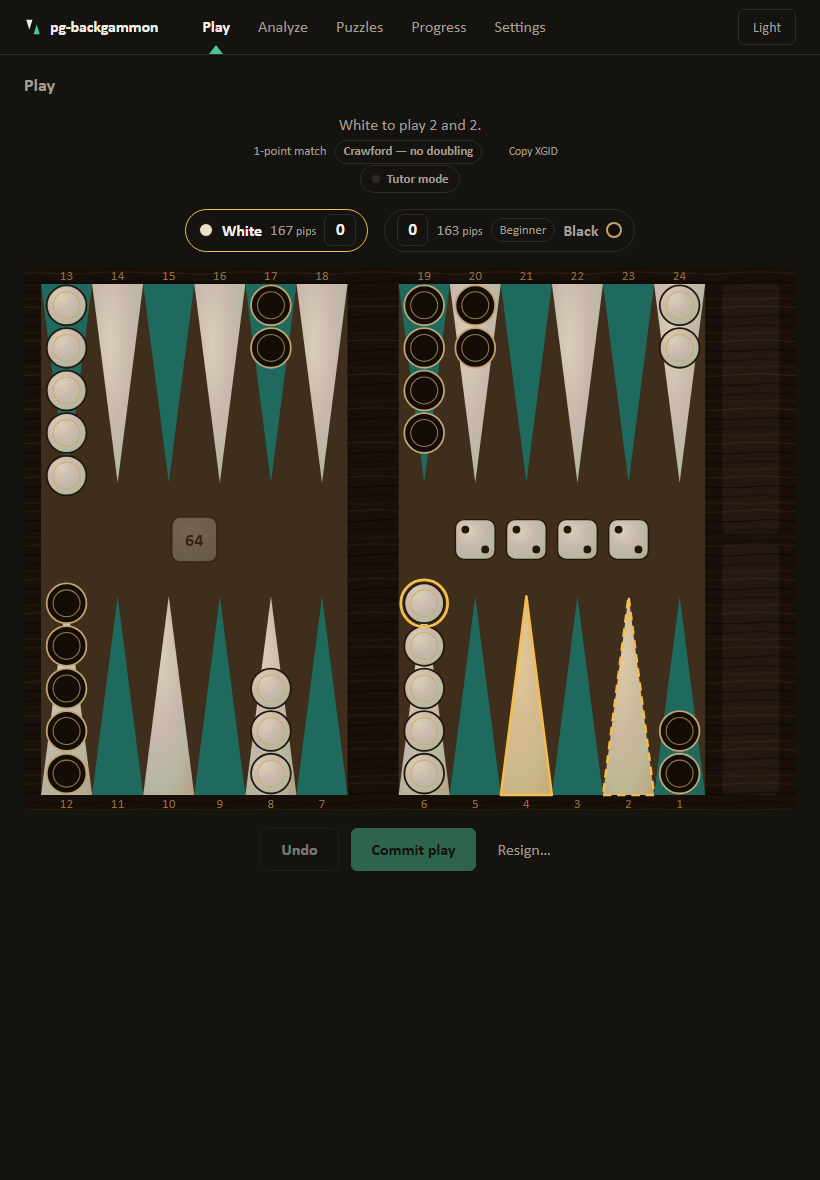 pg-backgammon Play Analyze Puzzles Progress Settings Light
Play
White to play 2 and 2.
1-point match Crawford — no doubling Copy XGID
Tutor mode
White 167 pips 0 0 163 pips Beginner Black
13 14 15 16 17 18 19 20 21 22 23 24
64
12 11 10 9 8 7 6 5 4 3 2 1
Undo Commit play Resign...